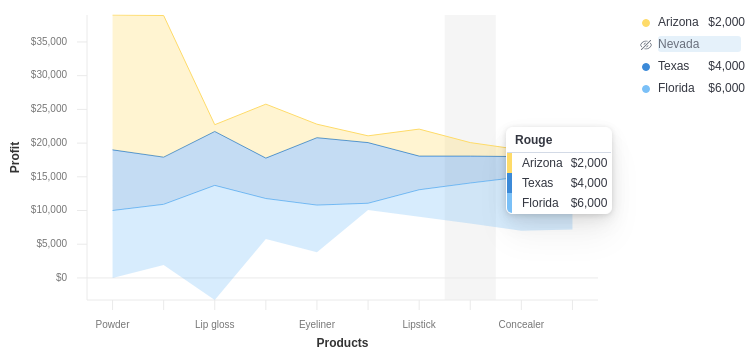 $35,000
$30,000
$25,000
$20,000
$15,000
$10,000
$5,000
$0
Profit
Powder Lip gloss Eyeliner Lipstick Concealer
Products
Arizona $2,000
Nevada
Texas $4,000
Florida $6,000
Rouge
Arizona $2,000
Texas $4,000
Florida $6,000